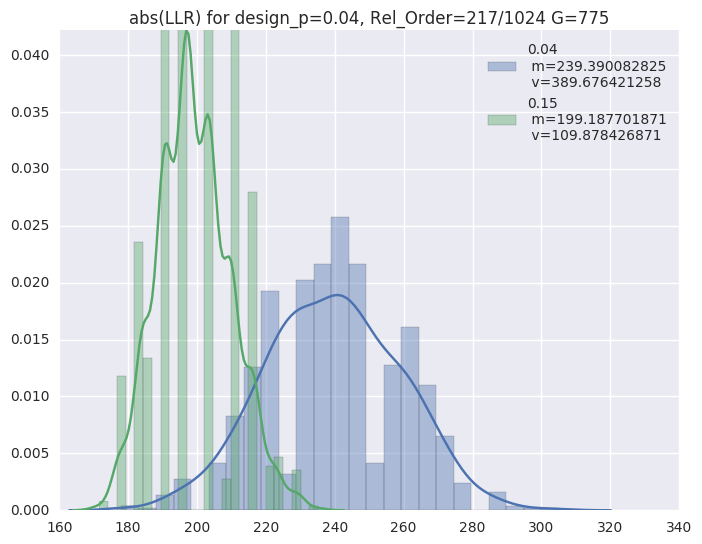 abs(LLR) for design_p=0.04, Rel_Order=217/1024 G=775
0.04
m=239.390082825
v=389.676421258
0.15
m=199.187701871
v=109.878426871
0.040
0.035
0.030
0.025
0.020
0.015
0.010
0.005
0.000
160 180 200 220 240 260 280 300 320 340